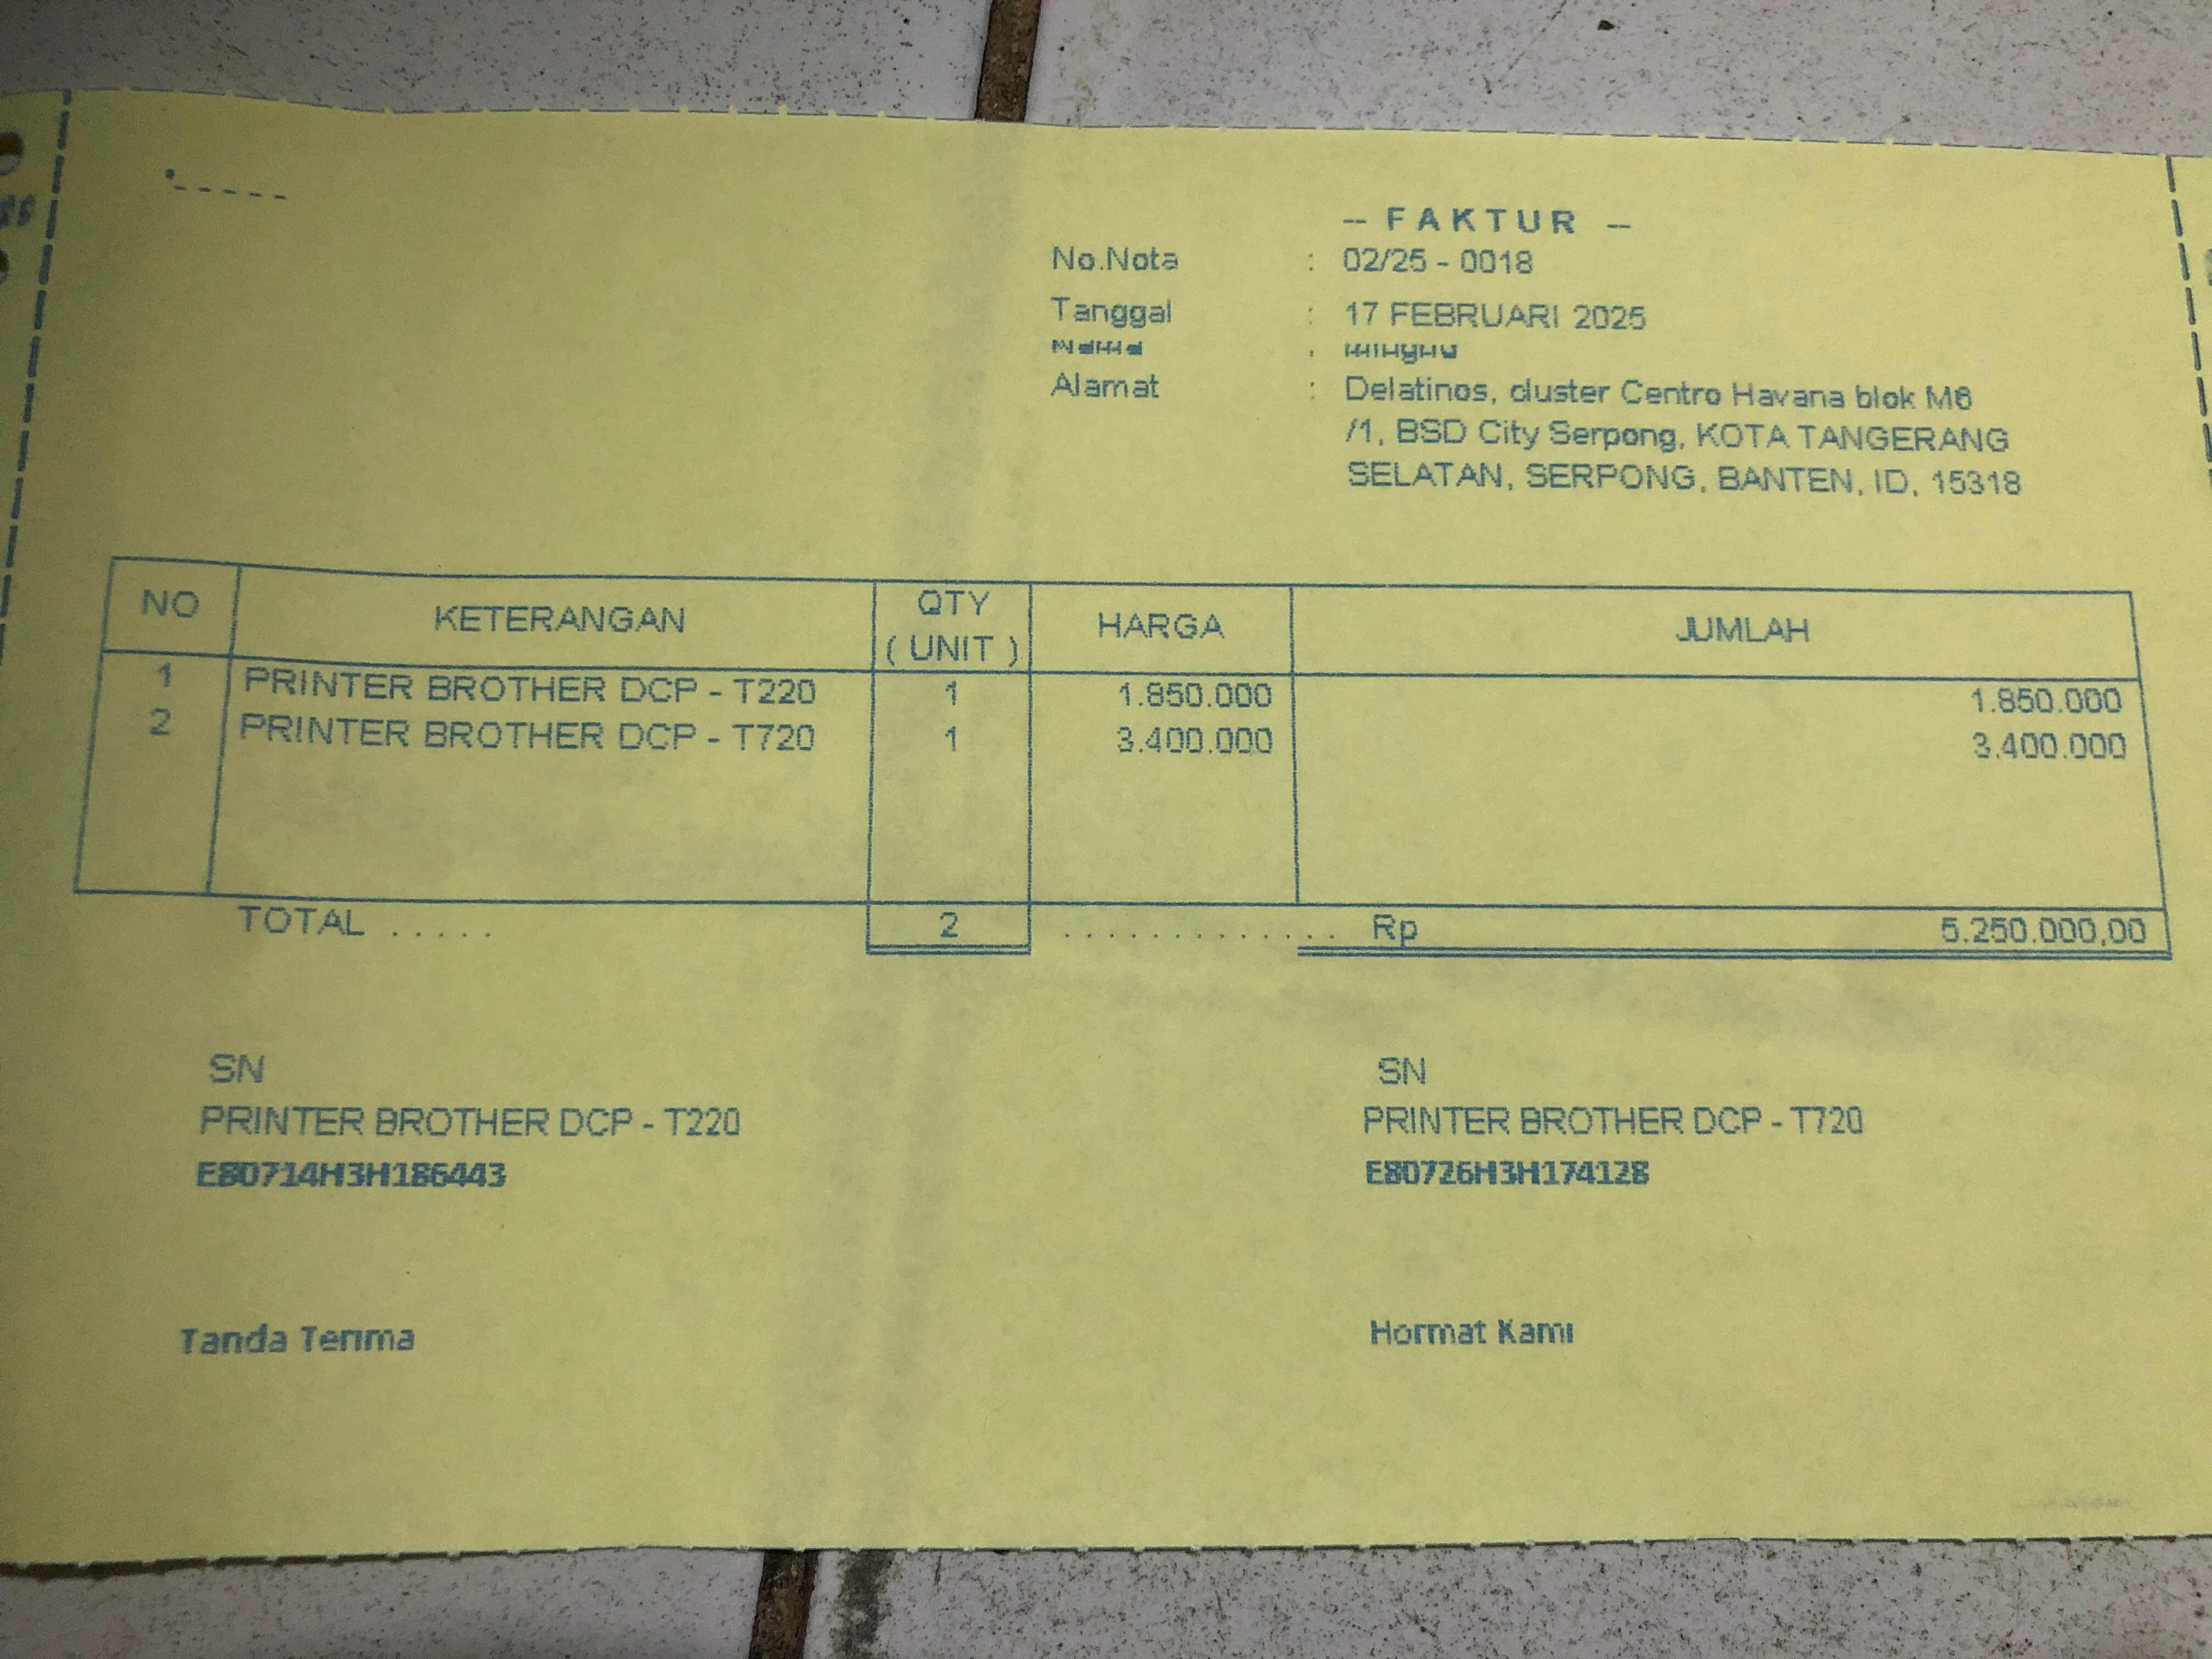 -- FAKTUR --
No.Nota : 02/25 - 0018
Tanggal : 17 FEBRUARI 2025
Nama :
Alamat : Delatinos, cluster Centro Havana blok M6
/1, BSD City Serpong, KOTA TANGERANG
SELATAN, SERPONG, BANTEN, ID, 15318
NO KETERANGAN QTY ( UNIT ) HARGA JUMLAH
1 PRINTER BROTHER DCP - T220 1 1.850.000 1.850.000
2 PRINTER BROTHER DCP - T720 1 3.400.000 3.400.000
TOTAL ..... 2 ............. Rp 5.250.000,00
SN SN
PRINTER BROTHER DCP - T220 PRINTER BROTHER DCP - T720
E80714H3H186443 E80726H3H174128
Tanda Terima Hormat Kami